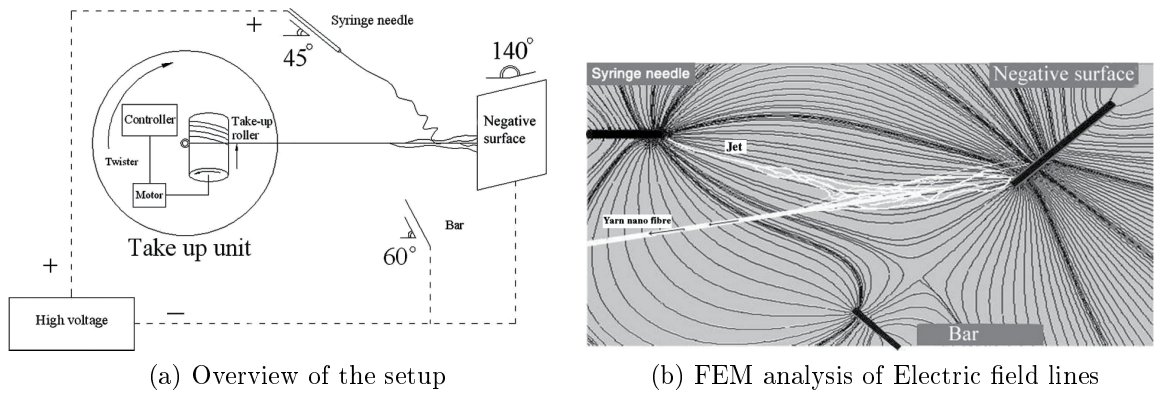 Syringe needle
+
45°
140°
Controller
Take-up
roller
Negative
surface
Twister
Motor
Bar
60°
Take up unit
+
High voltage
−
(a) Overview of the setup
Syringe needle
Negative surface
Jet
Yarn nano fibre
Bar
(b) FEM analysis of Electric field lines